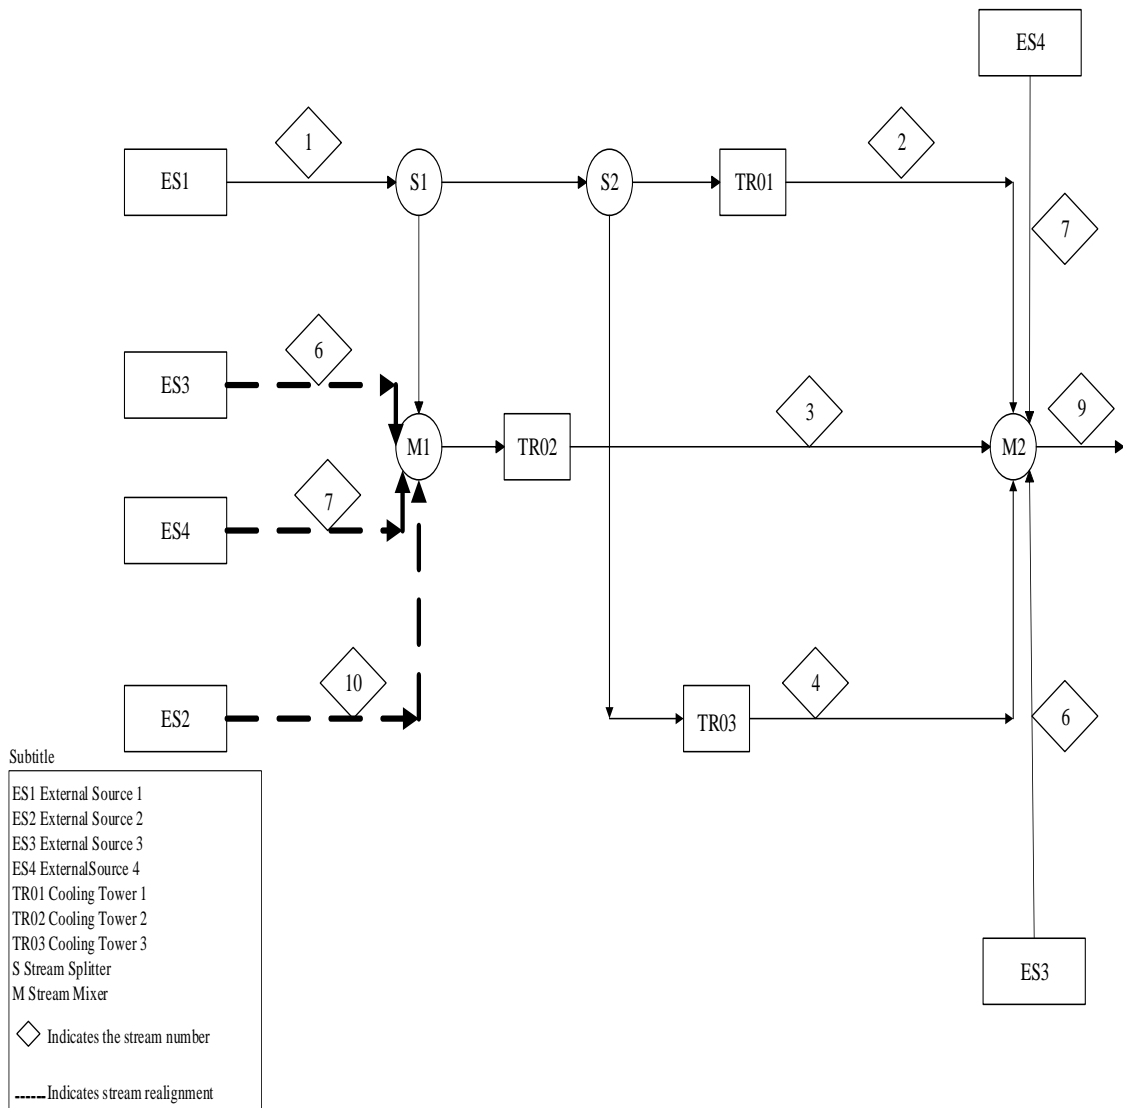 ES4
1
2
ES1
S1
S2
TR01
7
6
ES3
3
9
M1
TR02
M2
7
ES4
10
4
ES2
TR03
6
Subtitle
ES1 External Source 1
ES2 External Source 2
ES3 External Source 3
ES4 ExternalSource 4
TR01 Cooling Tower 1
TR02 Cooling Tower 2
TR03 Cooling Tower 3
S Stream Splitter
M Stream Mixer
Indicates the stream number
Indicates stream realignment
ES3